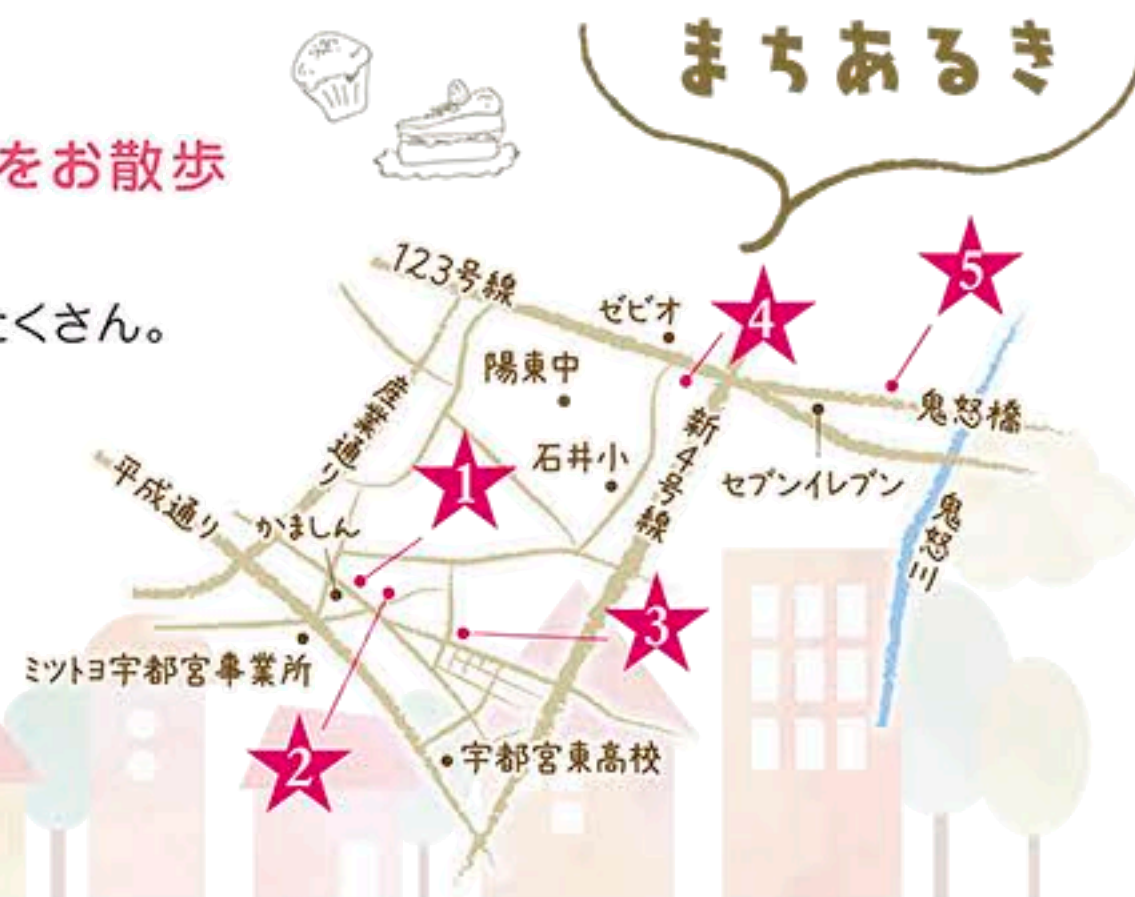 まちあるき
をお散歩
たくさん。
123号線
ゼビオ
4
5
陽東中
産業通り
鬼怒橋
新4号線
石井小
セブンイレブン
1
平成通り
かましん
鬼怒川
3
ミツトヨ宇都宮事業所
2
宇都宮東高校